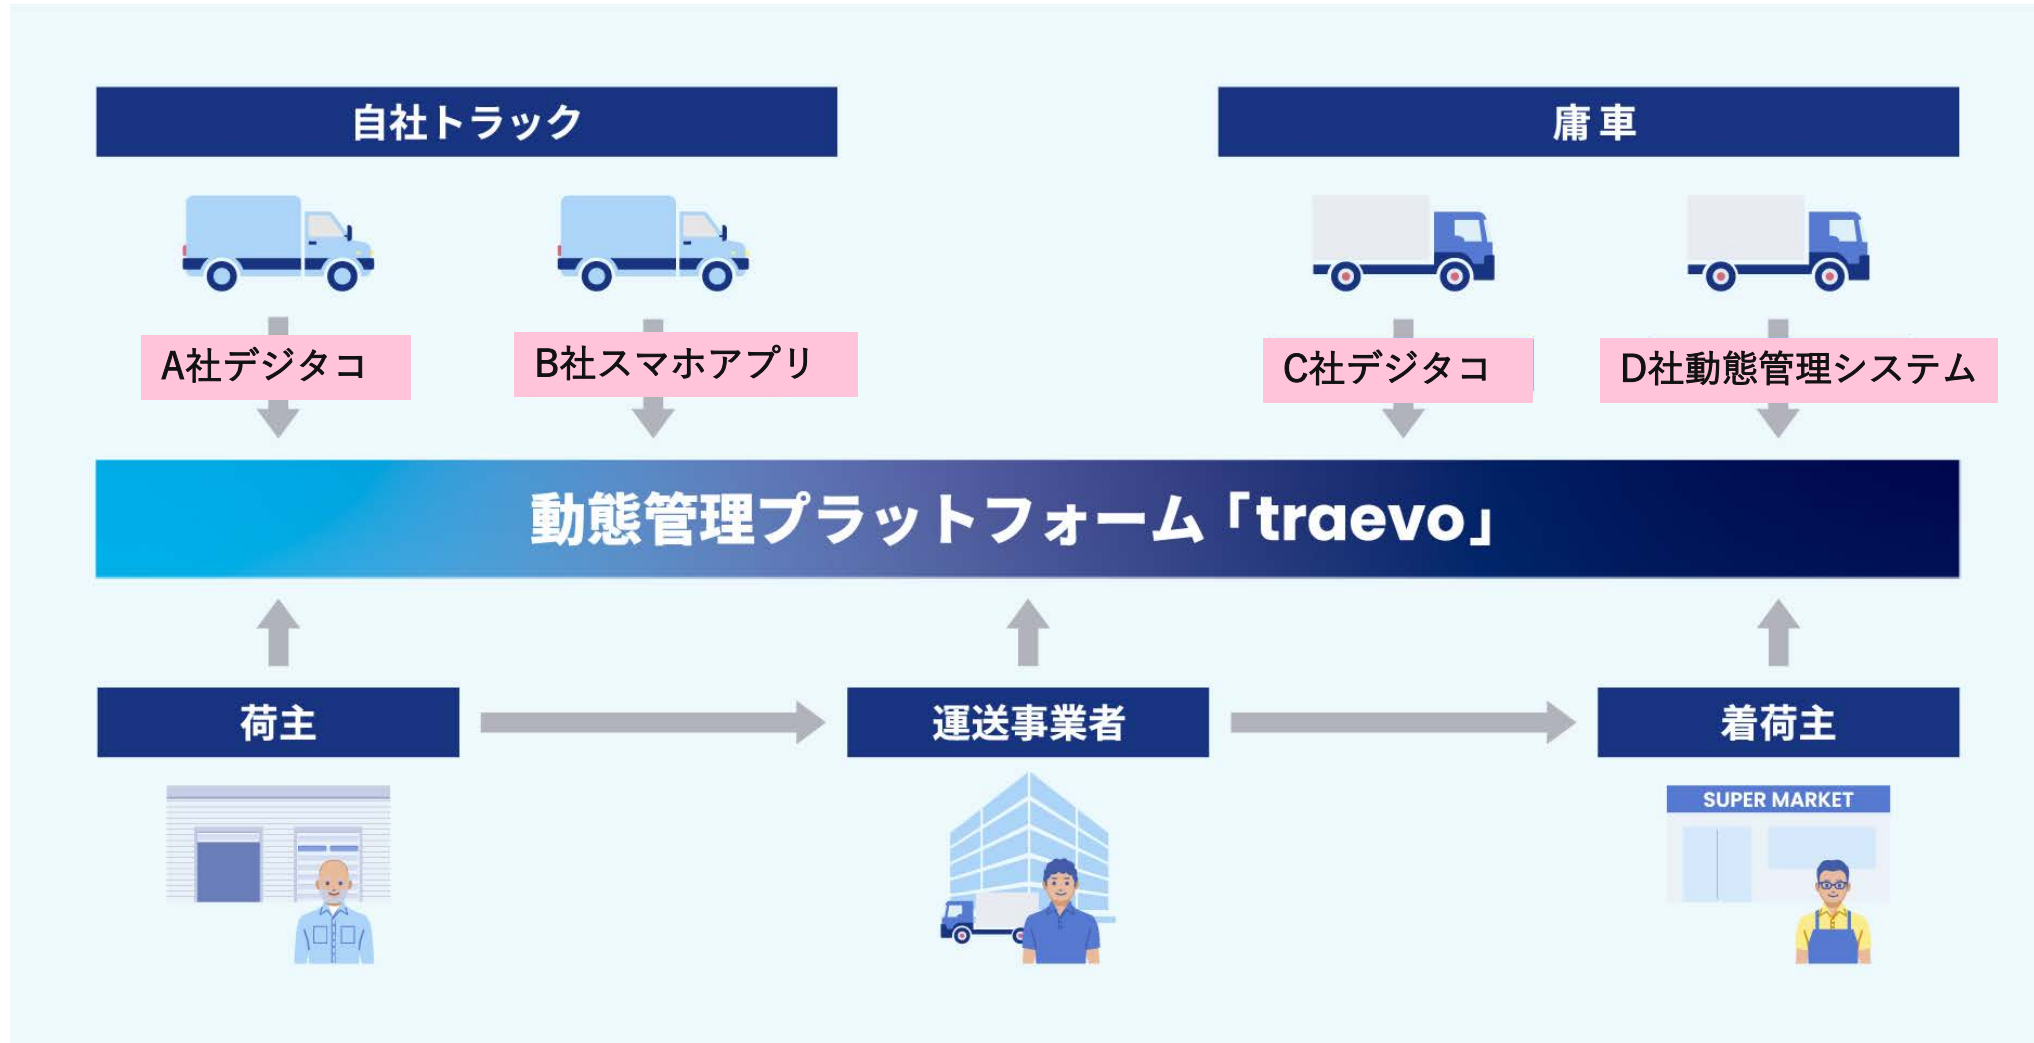 自社トラック
庸車
A社デジタコ
B社スマホアプリ
C社デジタコ
D社動態管理システム
動態管理プラットフォーム「traevo」
荷主
運送事業者
着荷主
SUPER MARKET